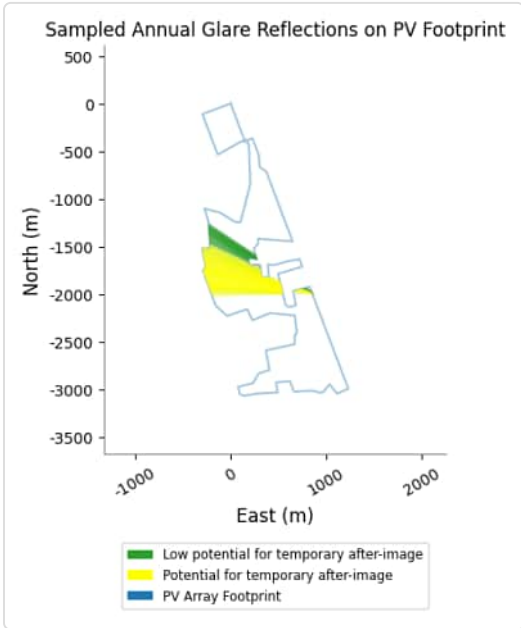 Sampled Annual Glare Reflections on PV Footprint
500
0
-500
-1000
-1500
-2000
-2500
-3000
-3500
North (m)
-1000
0
1000
2000
East (m)
Low potential for temporary after-image
Potential for temporary after-image
PV Array Footprint